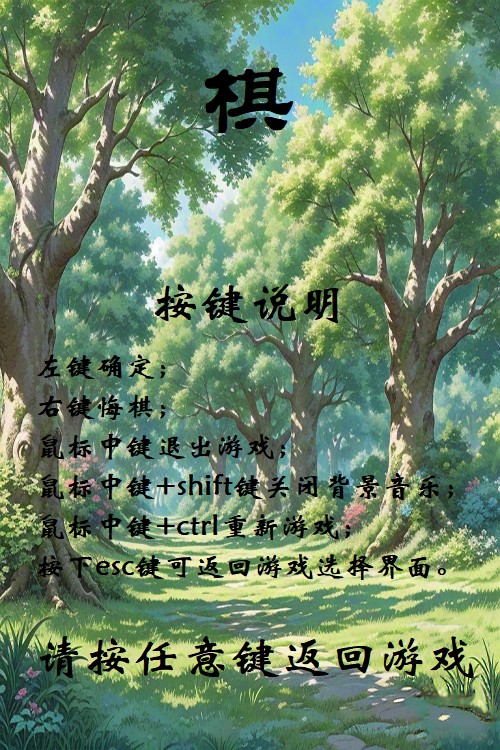 棋
按键说明
左键确定；
右键悔棋；
鼠标中键退出游戏；
鼠标中键+shift键关闭背景音乐；
鼠标中键+ctrl重新游戏；
按下esc键可返回游戏选择界面。
请按任意键返回游戏